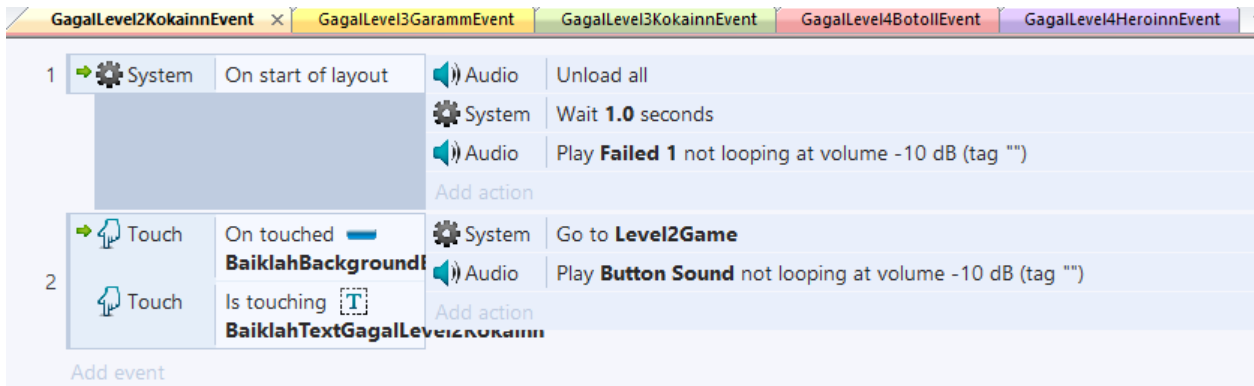 GagalLevel2KokainnEvent × GagalLevel3GarammEvent GagalLevel3KokainnEvent GagalLevel4BotollEvent GagalLevel4HeroinnEvent
1 System On start of layout Audio Unload all
System Wait 1.0 seconds
Audio Play Failed 1 not looping at volume -10 dB (tag "")
Add action
2 Touch On touched System Go to Level2Game
BaiklahBackground Audio Play Button Sound not looping at volume -10 dB (tag "")
Touch Is touching T Add action
BaiklahTextGagalLevel2Kokainn
Add event